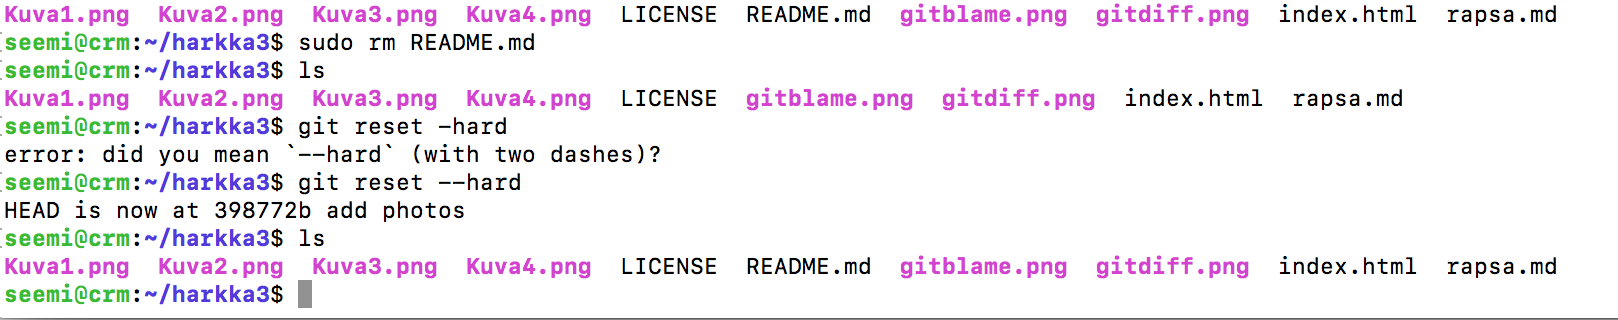 Kuva1.png  Kuva2.png  Kuva3.png  Kuva4.png  LICENSE  README.md  gitblame.png  gitdiff.png  index.html  rapsa.md
seemi@crm:~/harkka3$ sudo rm README.md
seemi@crm:~/harkka3$ ls
Kuva1.png  Kuva2.png  Kuva3.png  Kuva4.png  LICENSE  gitblame.png  gitdiff.png  index.html  rapsa.md
seemi@crm:~/harkka3$ git reset -hard
error: did you mean `--hard` (with two dashes)?
seemi@crm:~/harkka3$ git reset --hard
HEAD is now at 398772b add photos
seemi@crm:~/harkka3$ ls
Kuva1.png  Kuva2.png  Kuva3.png  Kuva4.png  LICENSE  README.md  gitblame.png  gitdiff.png  index.html  rapsa.md
seemi@crm:~/harkka3$